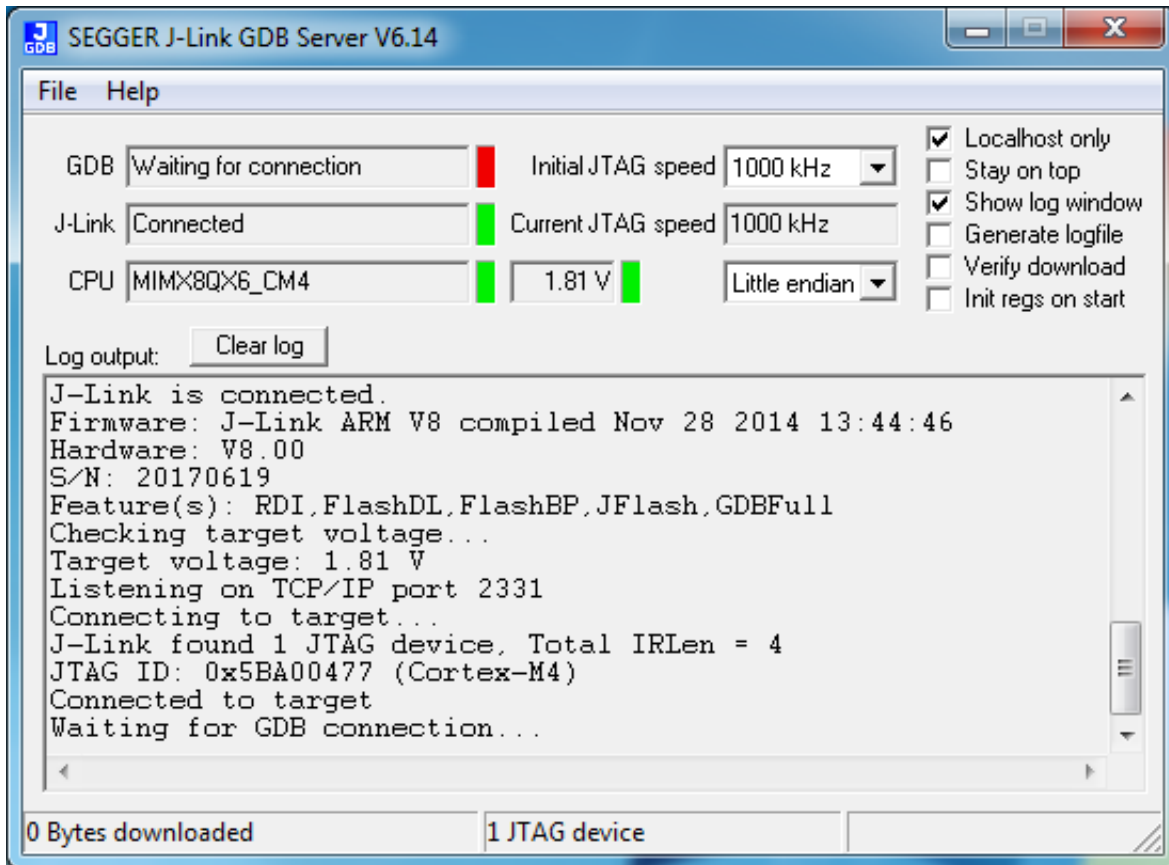 J GDB SEGGER J-Link GDB Server V6.14
File Help
GDB Waiting for connection Initial JTAG speed 1000 kHz
J-Link Connected Current JTAG speed 1000 kHz
CPU MIMX8QX6_CM4 1.81 V Little endian
Localhost only
Stay on top
Show log window
Generate logfile
Verify download
Init regs on start
Log output: Clear log
J-Link is connected.
Firmware: J-Link ARM V8 compiled Nov 28 2014 13:44:46
Hardware: V8.00
S/N: 20170619
Feature(s): RDI,FlashDL,FlashBP,JFlash,GDBFull
Checking target voltage...
Target voltage: 1.81 V
Listening on TCP/IP port 2331
Connecting to target...
J-Link found 1 JTAG device, Total IRLen = 4
JTAG ID: 0x5BA00477 (Cortex-M4)
Connected to target
Waiting for GDB connection...
0 Bytes downloaded 1 JTAG device